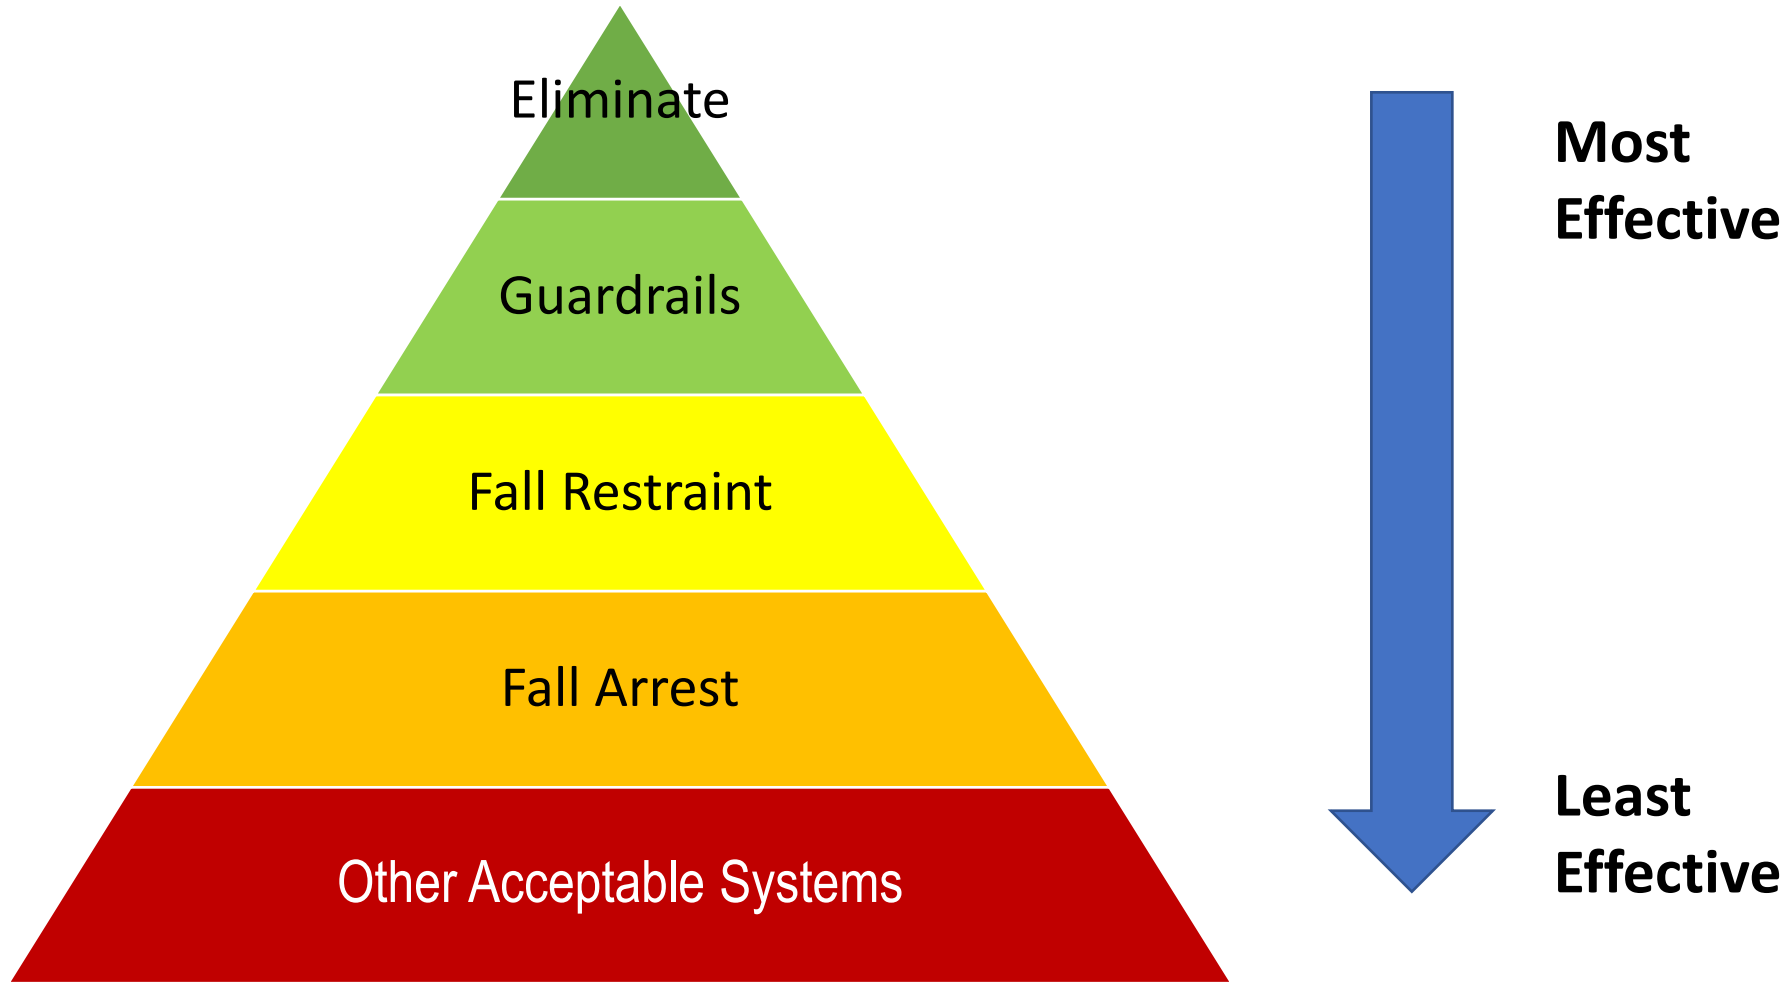 Eliminate
Guardrails
Fall Restraint
Fall Arrest
Other Acceptable Systems
Most
Effective
Least
Effective